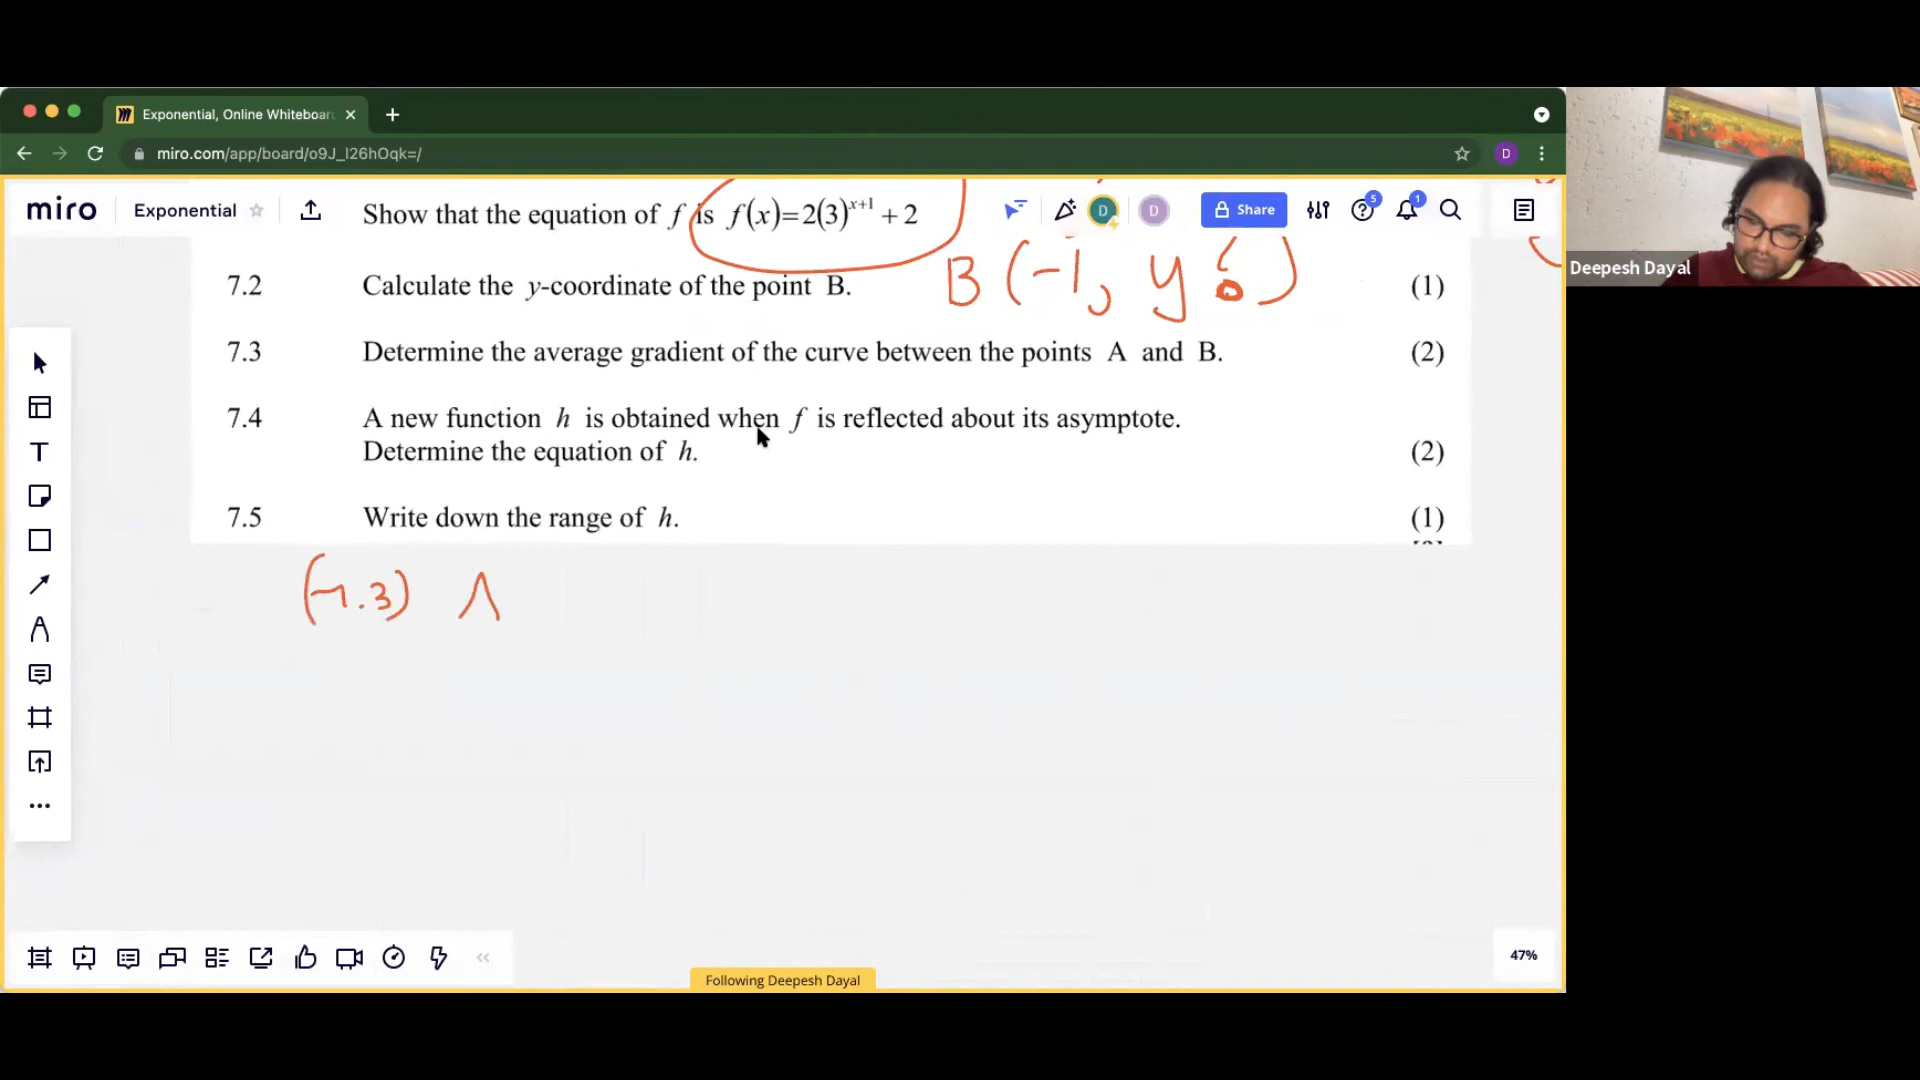 Exponential, Online Whiteboar
miro.com/app/board/o9J_l26hOqk=/
D
miro
Exponential
D
D
Share
5
1
Show that the equation of f is f(x)=2(3)^{x+1} + 2
7.2 Calculate the y-coordinate of the point B. B (-1, y ) (1)
7.3 Determine the average gradient of the curve between the points A and B. (2)
7.4 A new function h is obtained when f is reflected about its asymptote.
Determine the equation of h. (2)
7.5 Write down the range of h. (1)
(7.3) A
Following Deepesh Dayal
47%
Deepesh Dayal